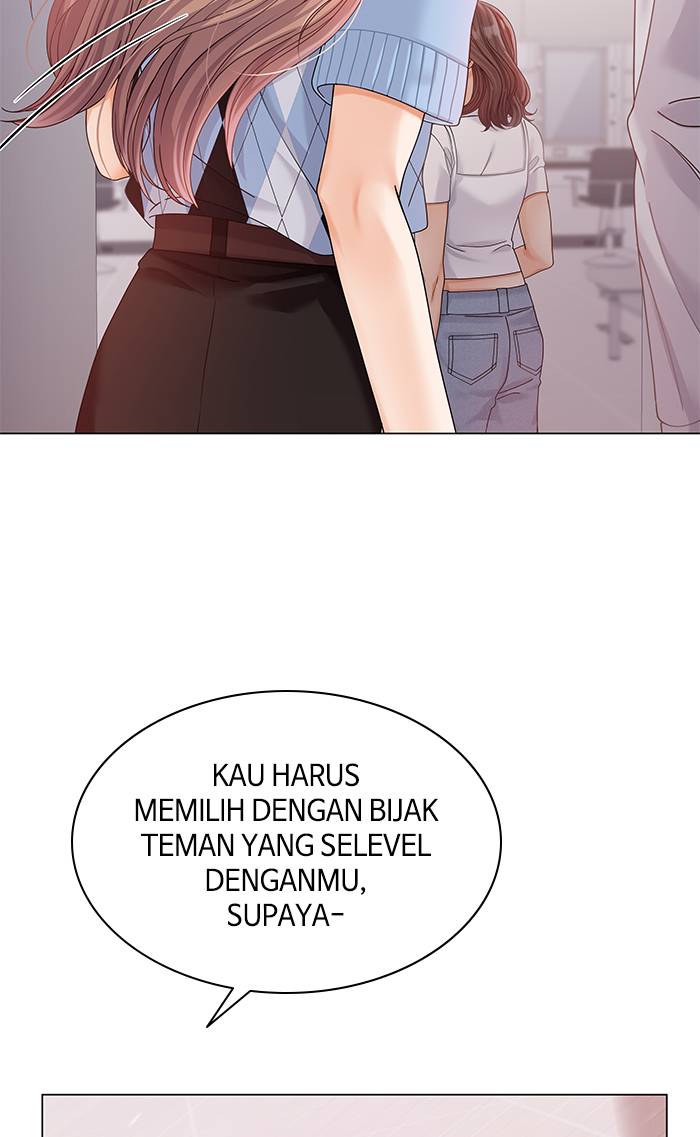 KAU HARUS
MEMILIH DENGAN BIJAK
TEMAN YANG SELEVEL
DENGANMU,
SUPAYA-